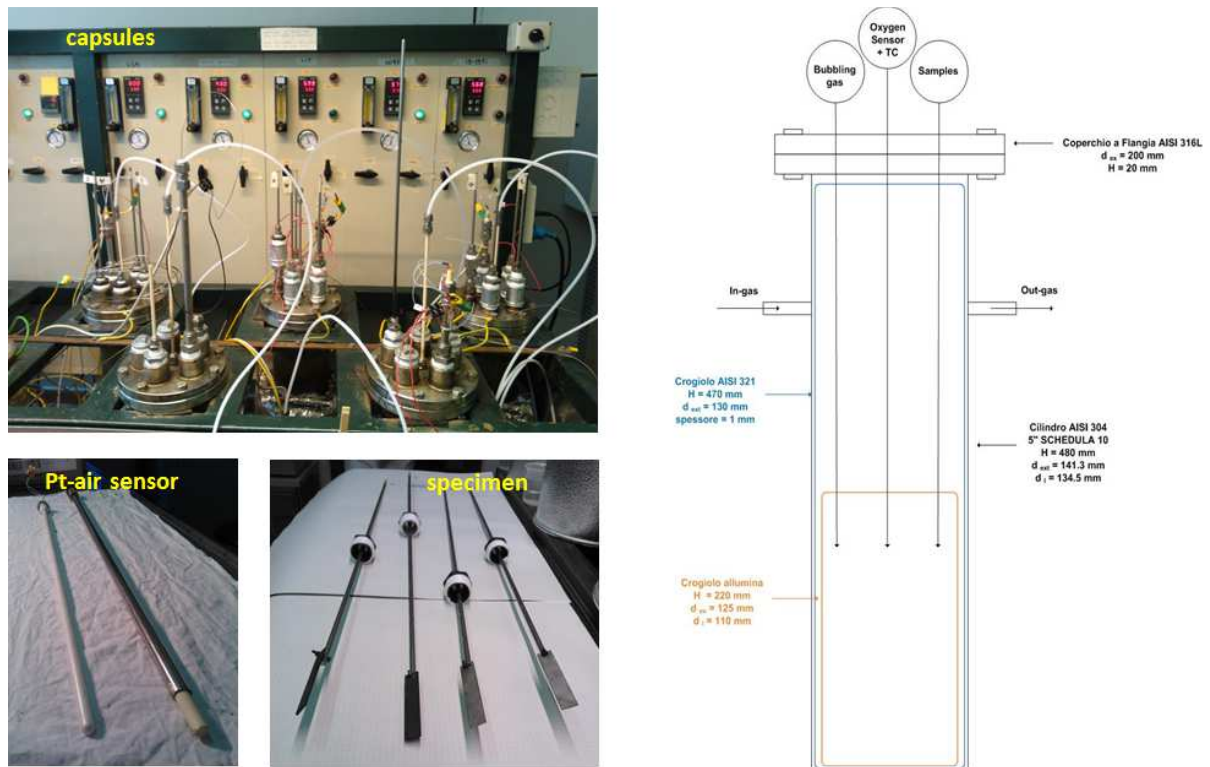 capsules
Pt-air sensor
specimen
Bubbling
gas
Oxygen
Sensor
+ TC
Samples
Coperchio a Flangia AISI 316L
d ex = 200 mm
H = 20 mm
In-gas
Out-gas
Crogiolo AISI 321
H = 470 mm
d ext = 130 mm
spessore = 1 mm
Cilindro AISI 304
5" SCHEDULA 10
H = 480 mm
d ext = 141.3 mm
d i = 134.5 mm
Crogiolo allumina
H = 220 mm
d ex = 125 mm
d i = 110 mm